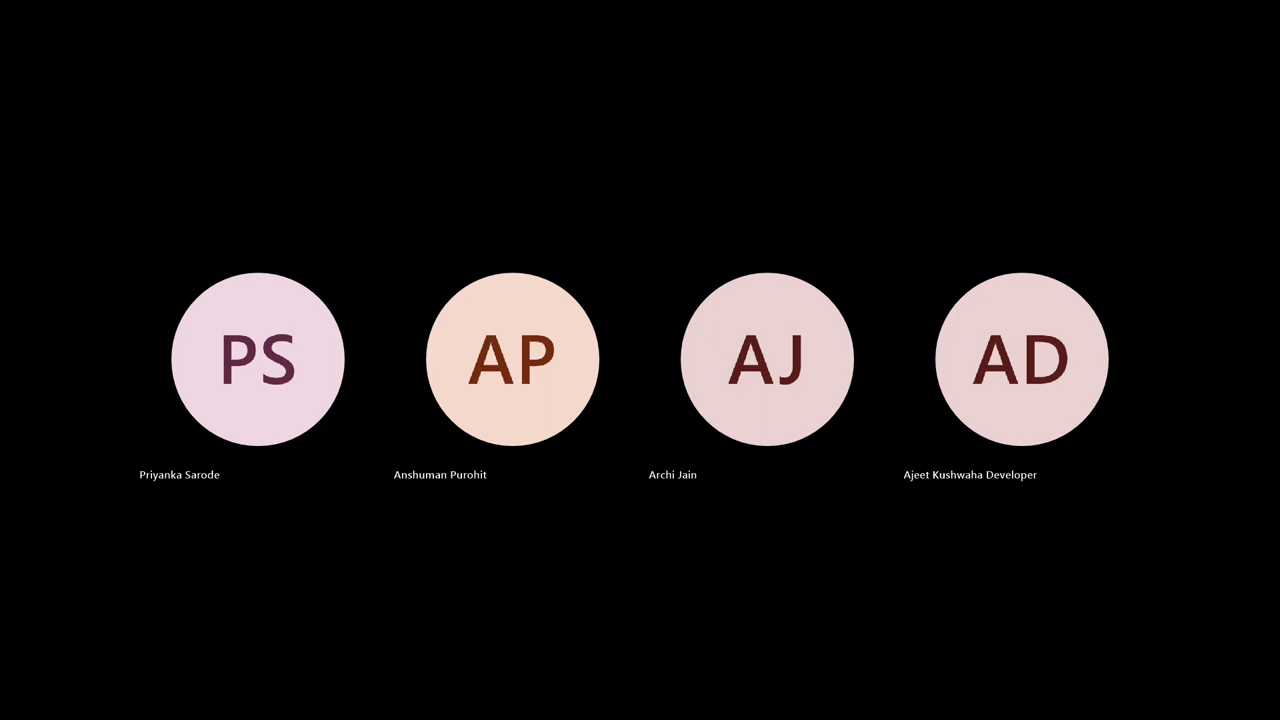 PS
AP
AJ
AD
Priyanka Sarode
Anshuman Purohit
Archi Jain
Ajeet Kushwaha Developer